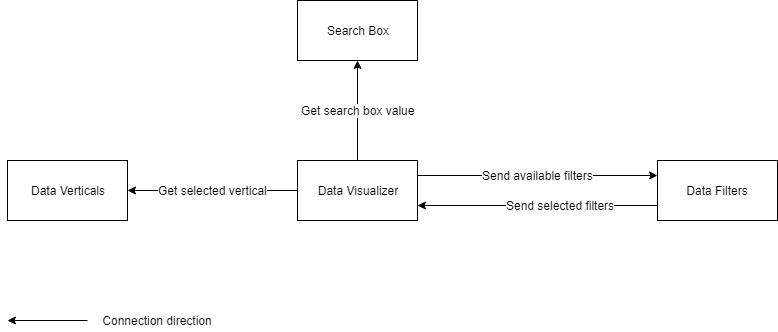 Search Box
Get search box value
Data Verticals
Get selected vertical
Data Visualizer
Send available filters
Send selected filters
Data Filters
Connection direction